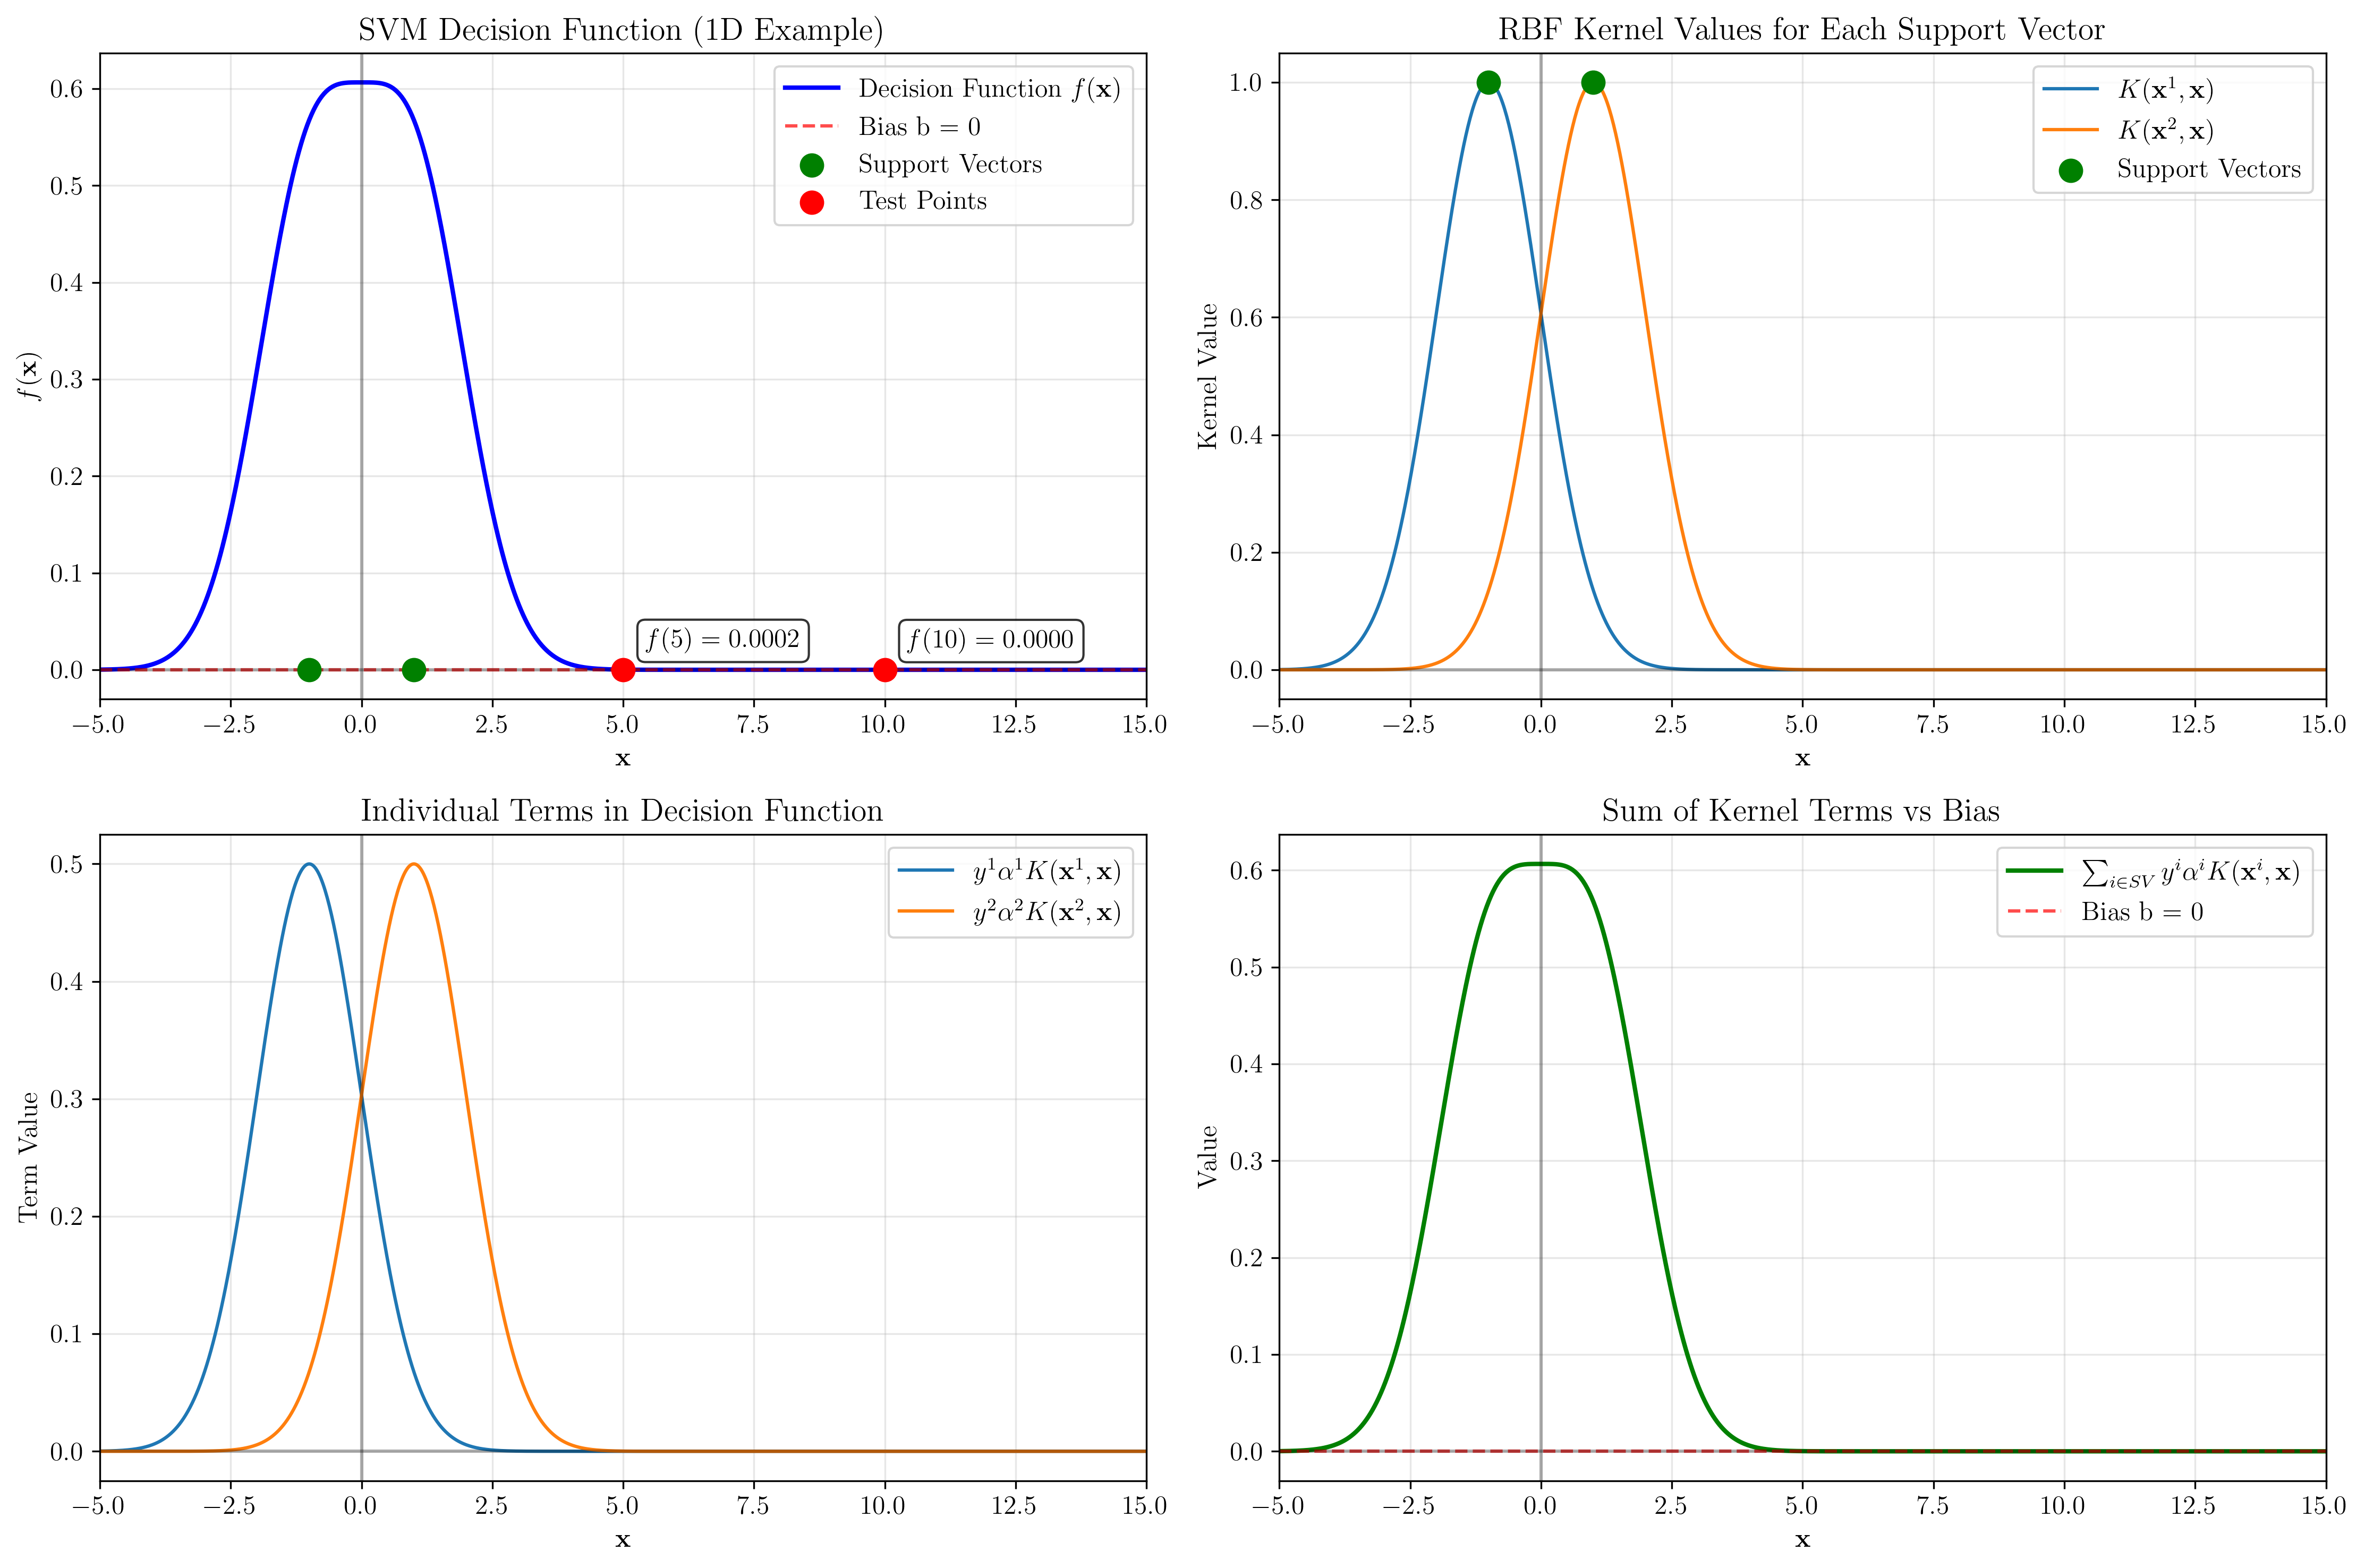 SVM Decision Function (1D Example)
f(x)
0.6
0.5
0.4
0.3
0.2
0.1
0.0
Decision Function f(x)
Bias b = 0
Support Vectors
Test Points
f(5) = 0.0002
f(10) = 0.0000
−5.0 −2.5 0.0 2.5 5.0 7.5 10.0 12.5 15.0
x
RBF Kernel Values for Each Support Vector
Kernel Value
1.0
0.8
0.6
0.4
0.2
0.0
K(x¹, x)
K(x², x)
Support Vectors
−5.0 −2.5 0.0 2.5 5.0 7.5 10.0 12.5 15.0
x
Individual Terms in Decision Function
Term Value
0.5
0.4
0.3
0.2
0.1
0.0
y¹α¹K(x¹, x)
y²α²K(x², x)
−5.0 −2.5 0.0 2.5 5.0 7.5 10.0 12.5 15.0
x
Sum of Kernel Terms vs Bias
Value
0.6
0.5
0.4
0.3
0.2
0.1
0.0
∑_{i∈SV} yⁱαⁱK(xⁱ, x)
Bias b = 0
−5.0 −2.5 0.0 2.5 5.0 7.5 10.0 12.5 15.0
x